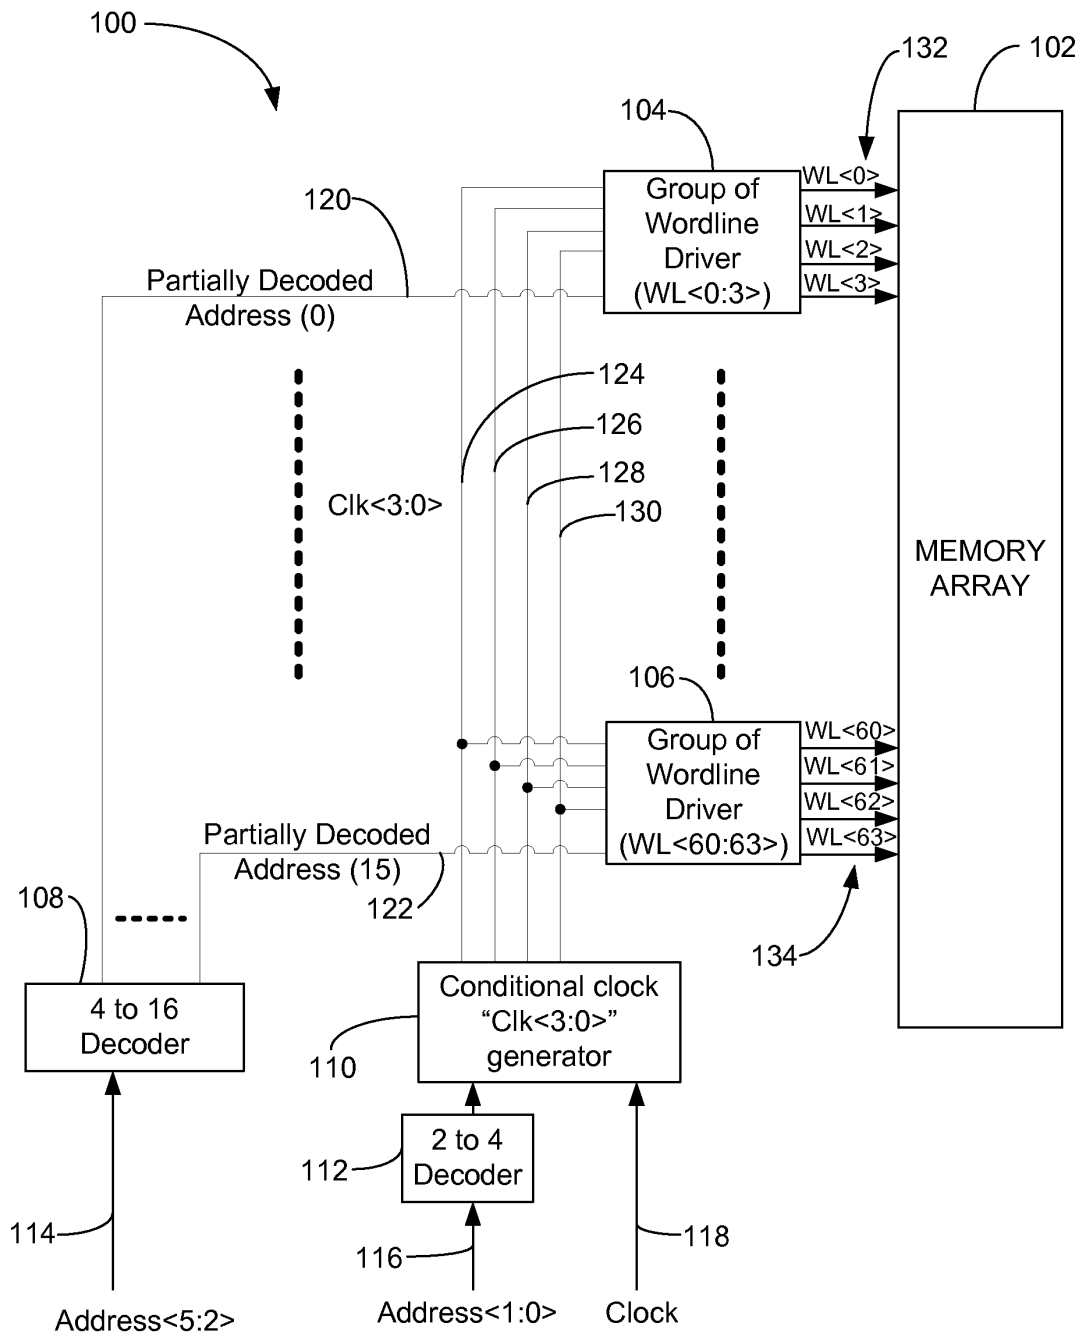 100
132
102
104
Group of
Wordline
Driver
(WL<0:3>)
WL<0>
WL<1>
WL<2>
WL<3>
120
Partially Decoded
Address (0)
124
126
128
130
Clk<3:0>
MEMORY
ARRAY
106
Group of
Wordline
Driver
(WL<60:63>)
WL<60>
WL<61>
WL<62>
WL<63>
Partially Decoded
Address (15)
122
134
108
4 to 16
Decoder
Conditional clock
“Clk<3:0>”
generator
110
2 to 4
Decoder
112
114
116
118
Address<5:2>
Address<1:0>
Clock